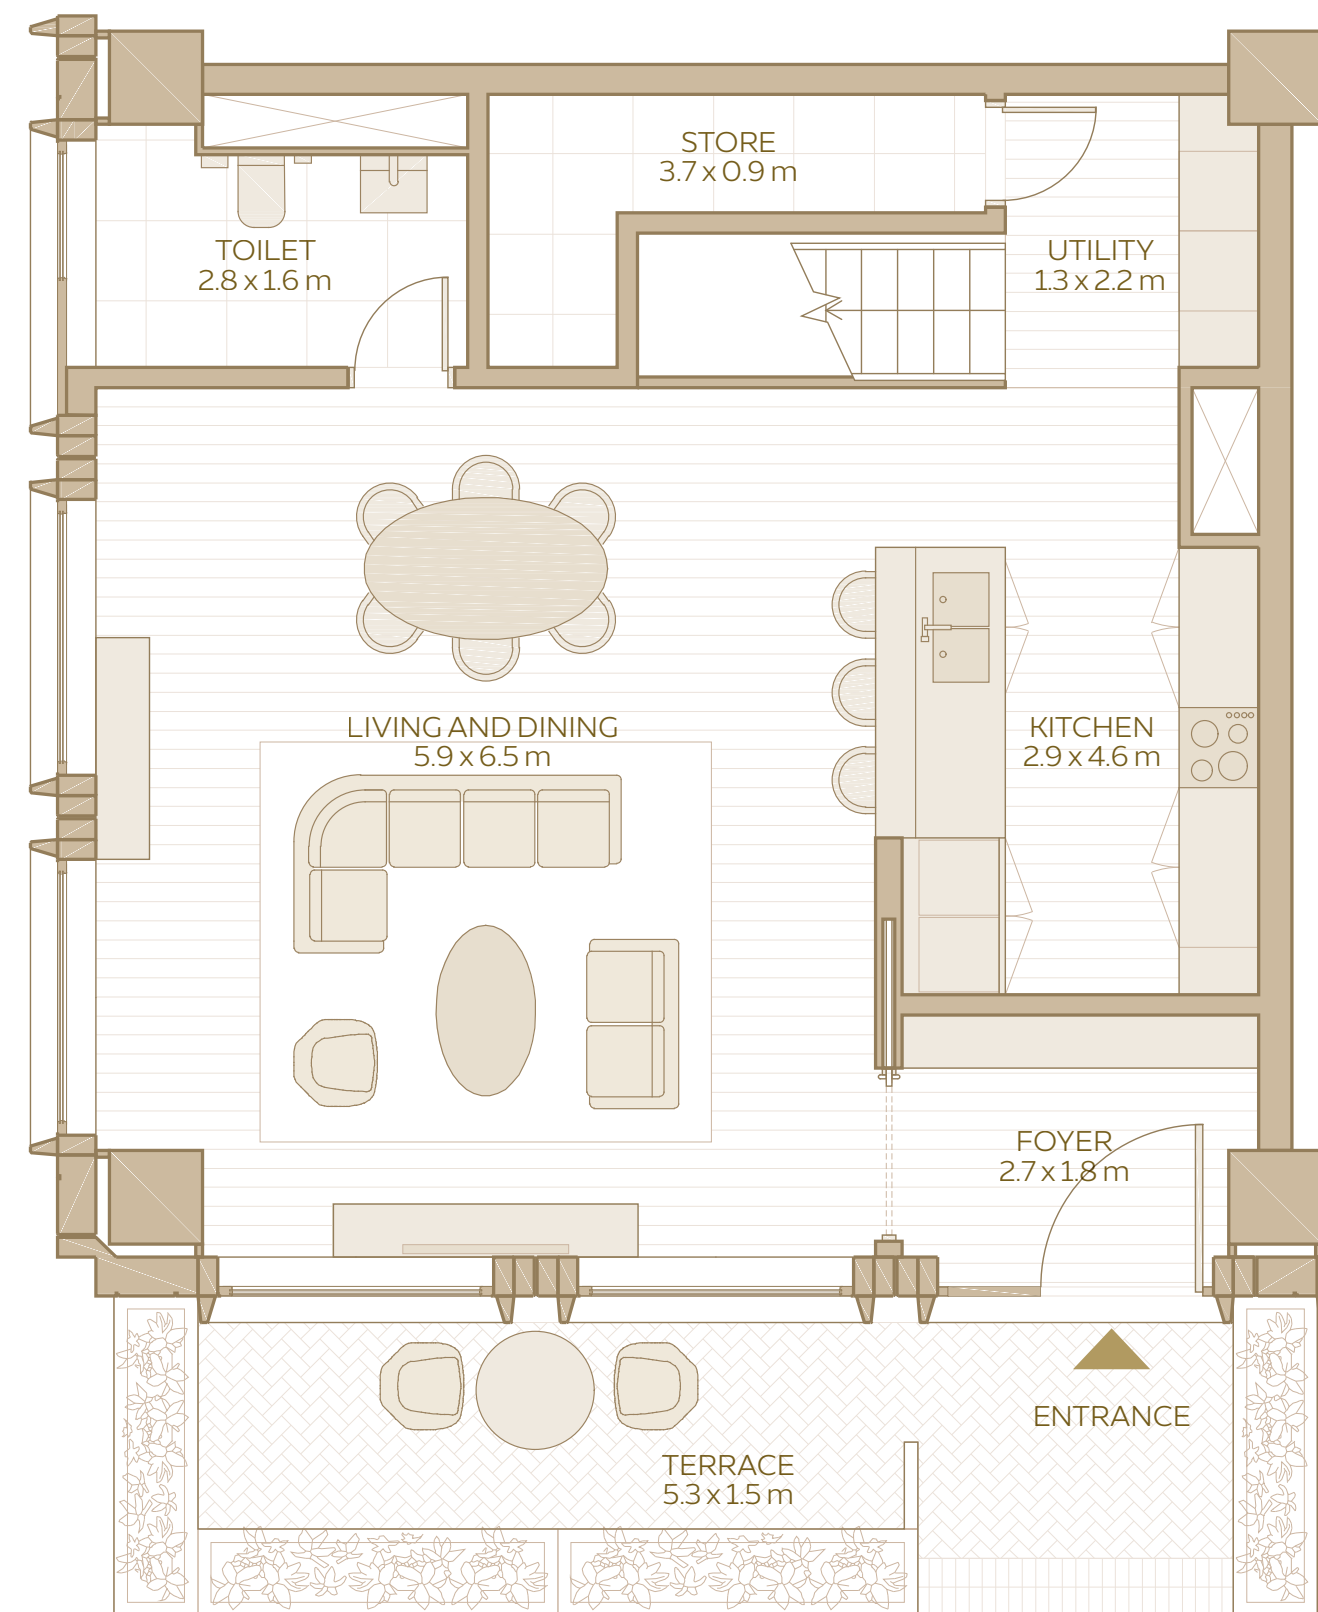 STORE
3.7 x 0.9 m
TOILET
2.8 x 1.6 m
UTILITY
1.3 x 2.2 m
LIVING AND DINING
5.9 x 6.5 m
KITCHEN
2.9 x 4.6 m
FOYER
2.7 x 1.8 m
ENTRANCE
TERRACE
5.3 x 1.5 m